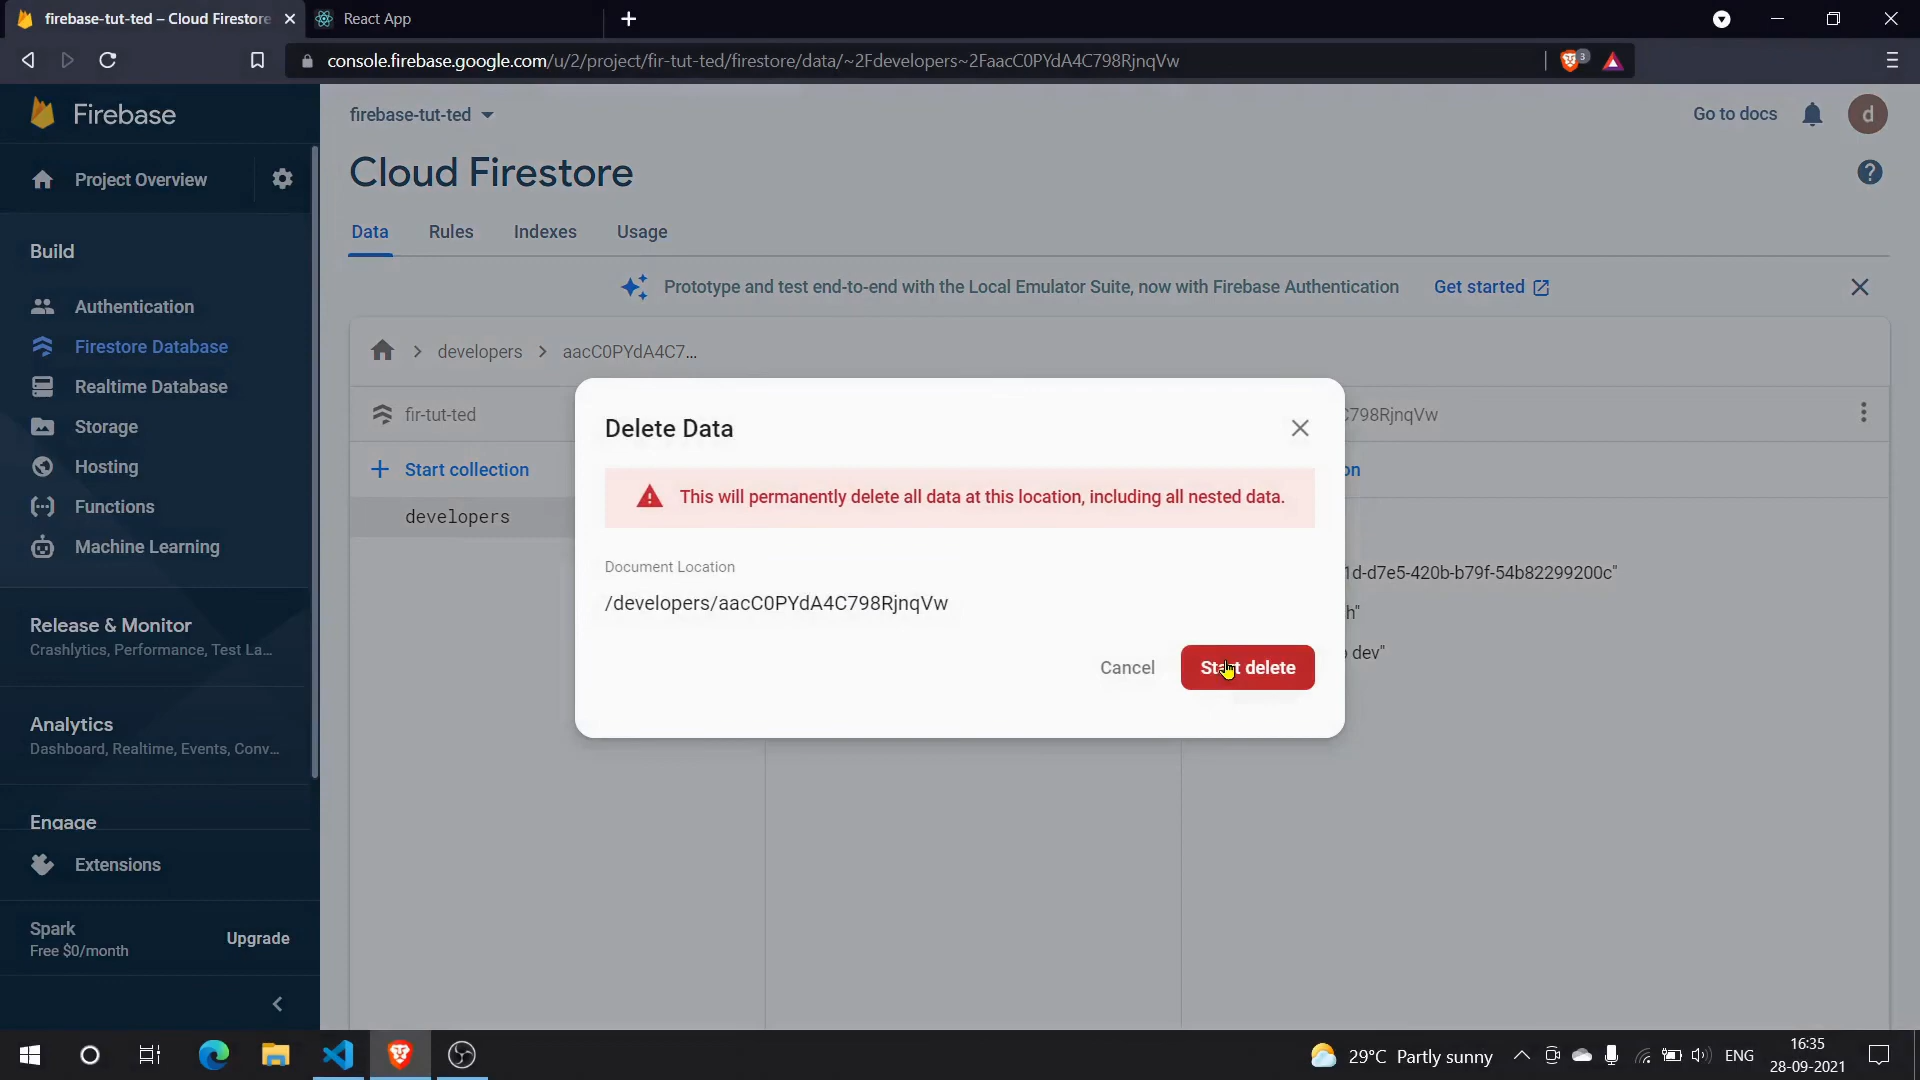 firebase-tut-ted – Cloud Firestore
React App
console.firebase.google.com/u/2/project/fir-tut-ted/firestore/data/~2Fdevelopers~2FaacC0PYdA4C798RjnqVw
3
Firebase
firebase-tut-ted
Go to docs
d
Project Overview
Cloud Firestore
Data
Rules
Indexes
Usage
Build
Prototype and test end-to-end with the Local Emulator Suite, now with Firebase Authentication
Get started
Authentication
Firestore Database
Realtime Database
Storage
Hosting
Functions
Machine Learning
developers
aacC0PYdA4C7...
fir-tut-ted
C798RjnqVw
Start collection
on
developers
1d-d7e5-420b-b79f-54b82299200c"
h"
dev"
Delete Data
This will permanently delete all data at this location, including all nested data.
Document Location
/developers/aacC0PYdA4C798RjnqVw
Cancel
Start delete
Release & Monitor
Crashlytics, Performance, Test La...
Analytics
Dashboard, Realtime, Events, Conv...
Engage
Extensions
Spark
Free $0/month
Upgrade
29°C Partly sunny
ENG
16:35
28-09-2021